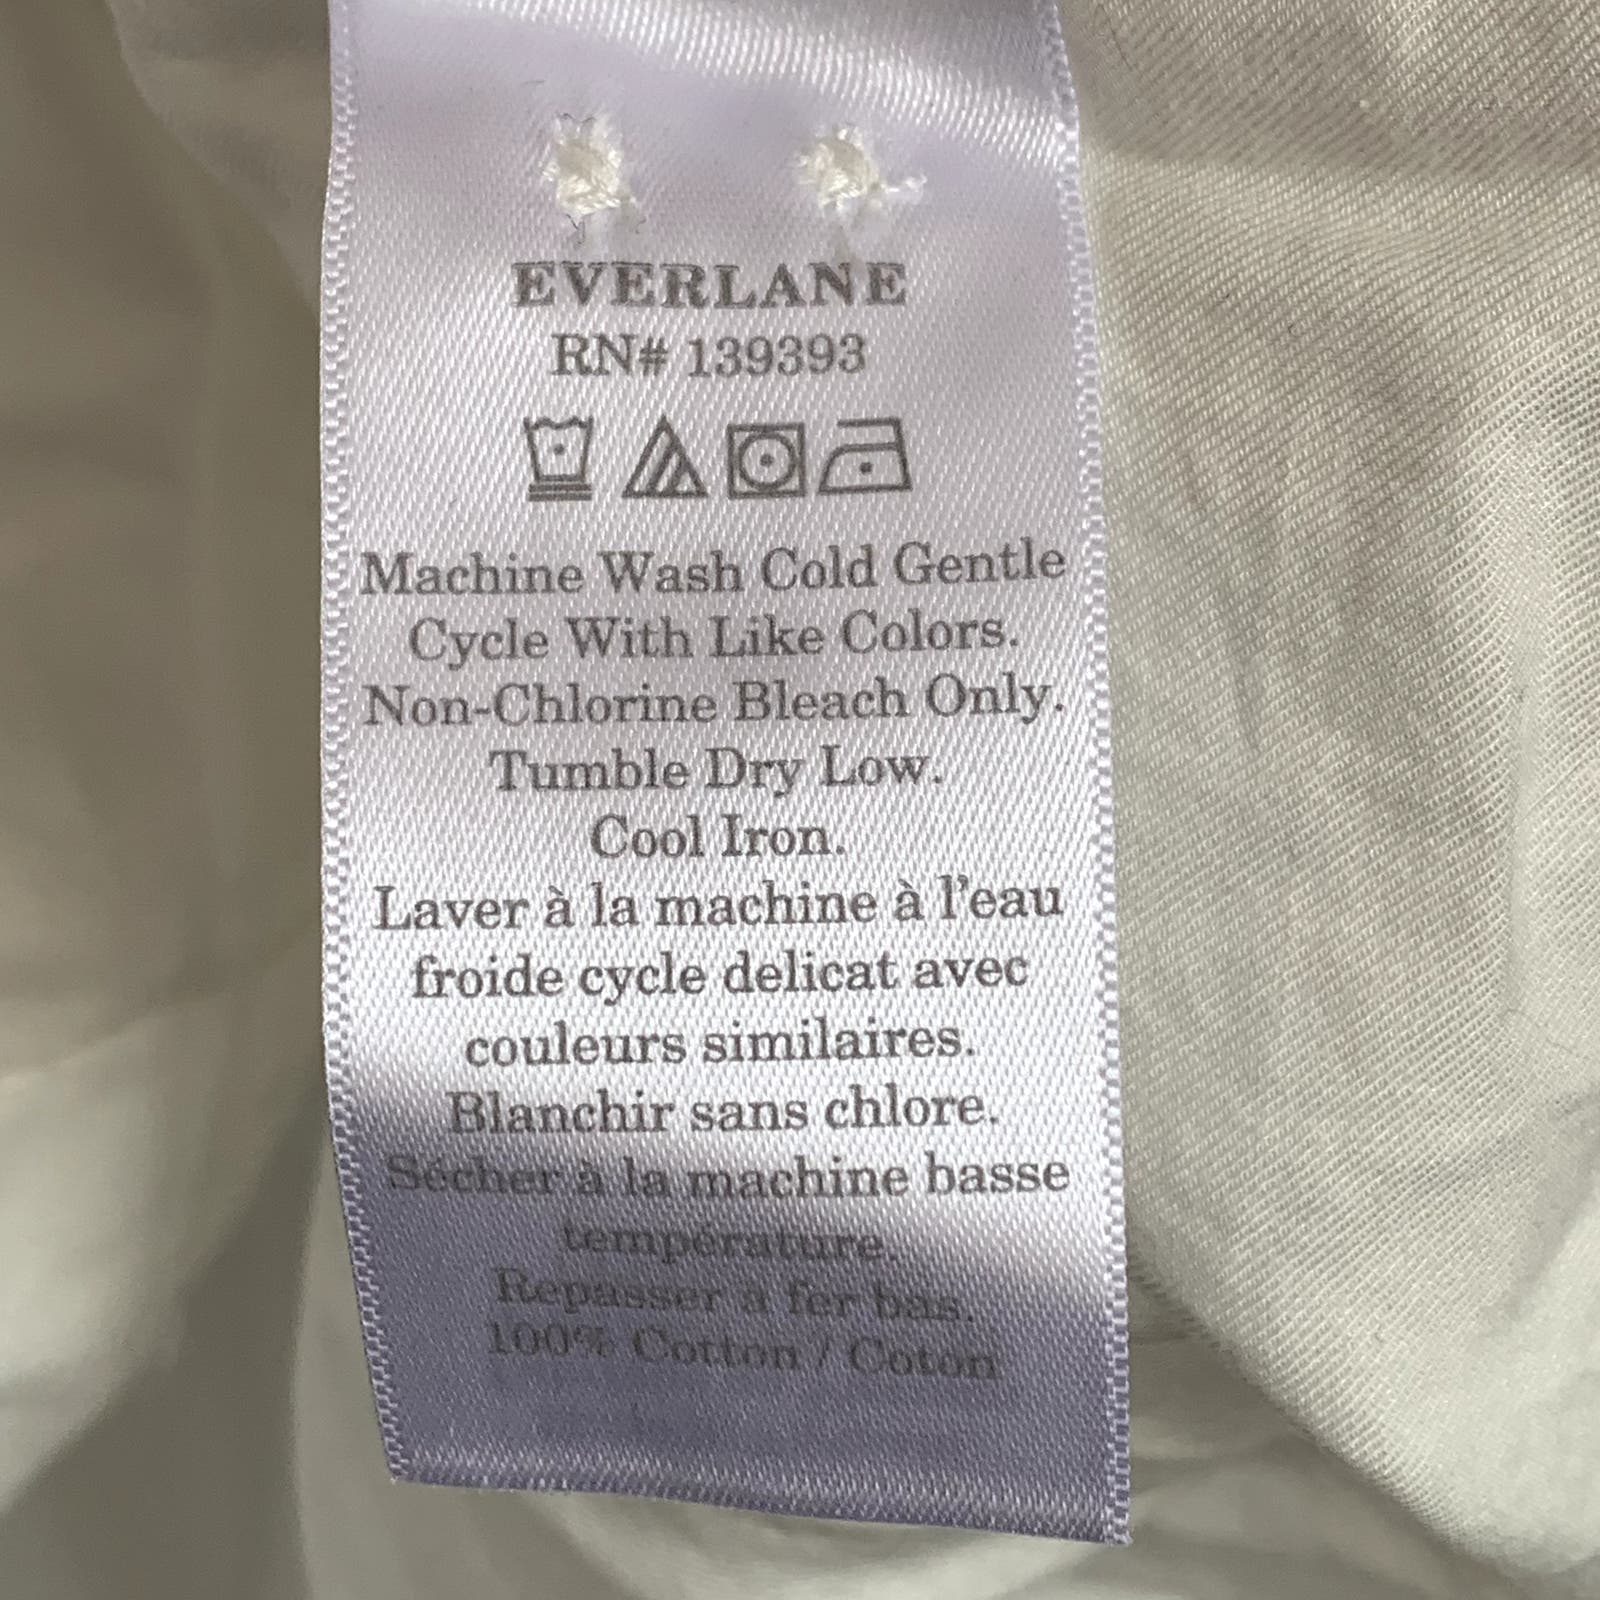 EVERLANE
RN# 139393
Machine Wash Cold Gentle
Cycle With Like Colors.
Non-Chlorine Bleach Only.
Tumble Dry Low.
Cool Iron.
Laver à la machine à l'eau
froide cycle delicat avec
couleurs similaires.
Blanchir sans chlore.
Sécher à la machine basse
température.
Repasser à fer bas.
100% Cotton / Coton